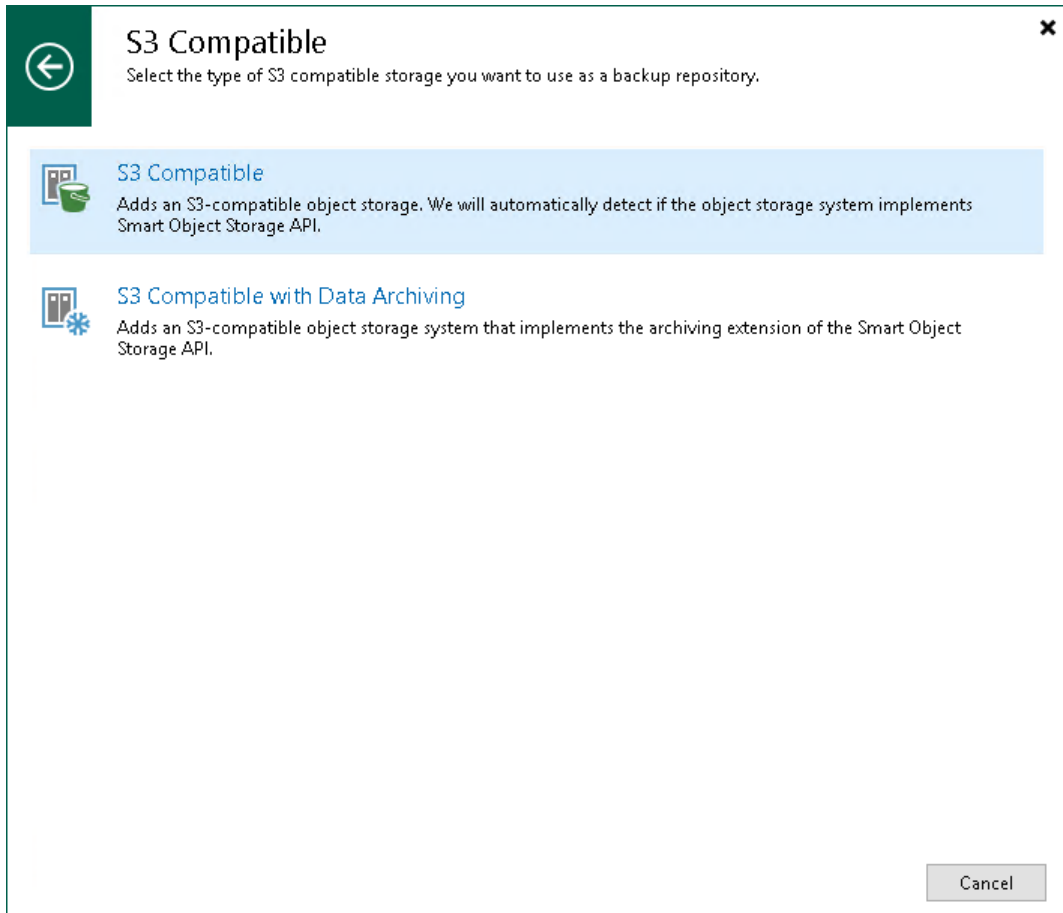 S3 Compatible
Select the type of S3 compatible storage you want to use as a backup repository.
S3 Compatible
Adds an S3-compatible object storage. We will automatically detect if the object storage system implements
Smart Object Storage API.
S3 Compatible with Data Archiving
Adds an S3-compatible object storage system that implements the archiving extension of the Smart Object
Storage API.
Cancel